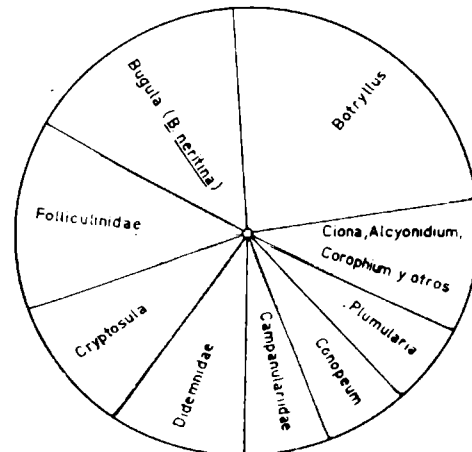 Bugula (B. neritina)
Botryllus
Folliculinidae
Ciona, Alcyonidium,
Corophium y otros
Plumularia
Conopeum
Campanulariidae
Didemnidae
Cryptosula